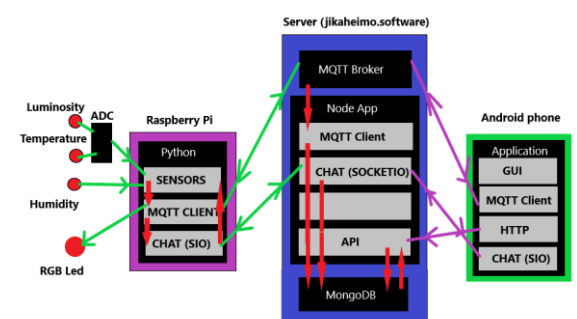 Server (jikaheimo.software)
MQTT Broker
Node App
MQTT Client
CHAT (SOCKETIO)
API
MongoDB
Luminosity
ADC
Temperature
Humidity
RGB Led
Raspberry Pi
Python
SENSORS
MQTT CLIENT
CHAT (SIO)
Android phone
Application
GUI
MQTT Client
HTTP
CHAT (SIO)